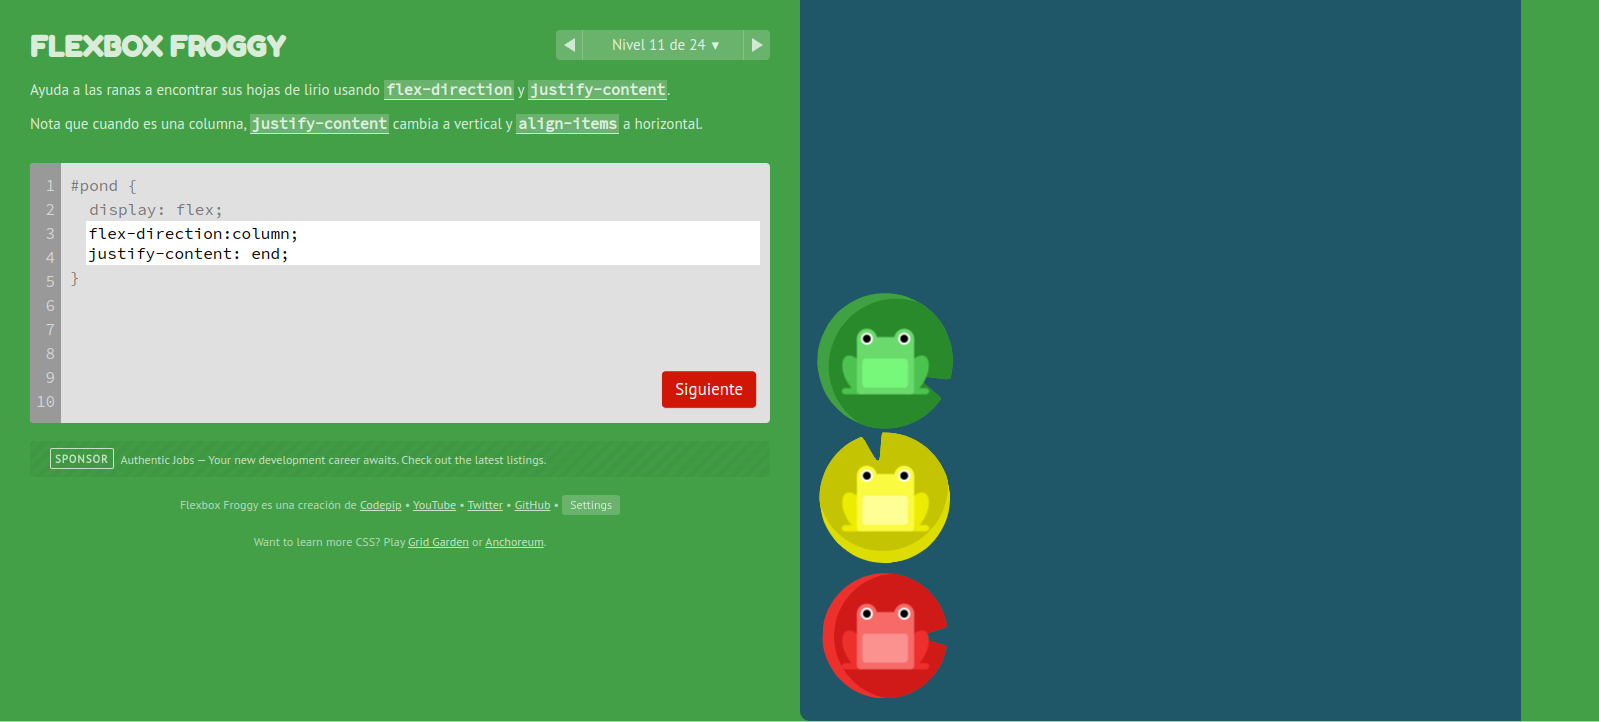 FLEXBOX FROGGY
◀ Nivel 11 de 24 ▼ ▶
Ayuda a las ranas a encontrar sus hojas de lirio usando flex-direction y justify-content.
Nota que cuando es una columna, justify-content cambia a vertical y align-items a horizontal.
1 #pond {
2 display: flex;
3 flex-direction:column;
4 justify-content: end;
5 }
6
7
8
9
10
Siguiente
SPONSOR Authentic Jobs — Your new development career awaits. Check out the latest listings.
Flexbox Froggy es una creación de Codepip • YouTube • Twitter • GitHub • Settings
Want to learn more CSS? Play Grid Garden or Anchoreum.